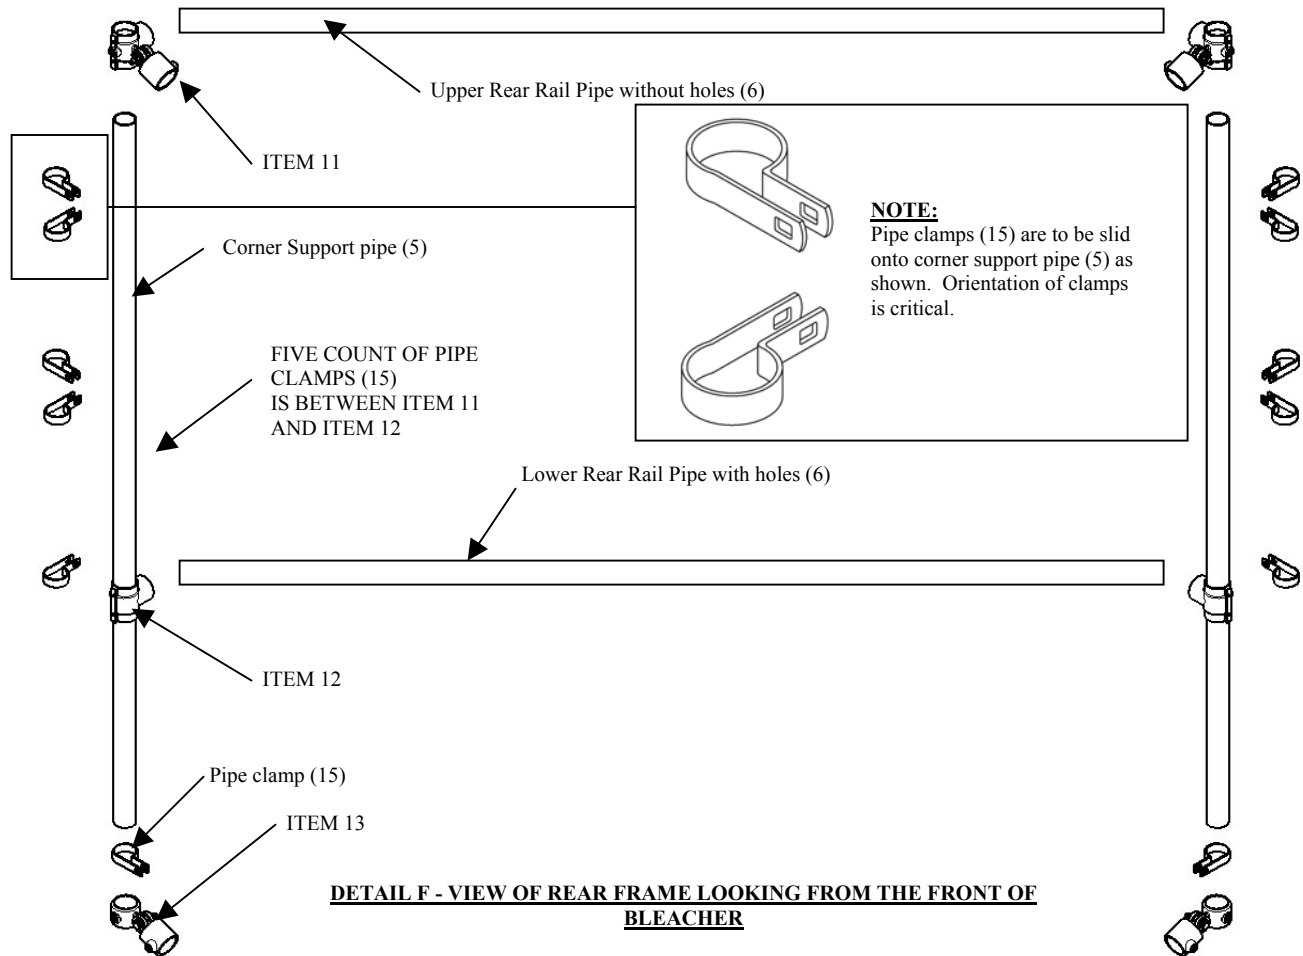 Upper Rear Rail Pipe without holes (6)
ITEM 11
NOTE:
Pipe clamps (15) are to be slid
onto corner support pipe (5) as
shown.  Orientation of clamps
is critical.
Corner Support pipe (5)
FIVE COUNT OF PIPE
CLAMPS (15)
IS BETWEEN ITEM 11
AND ITEM 12
Lower Rear Rail Pipe with holes (6)
ITEM 12
Pipe clamp (15)
ITEM 13
DETAIL F - VIEW OF REAR FRAME LOOKING FROM THE FRONT OF
BLEACHER